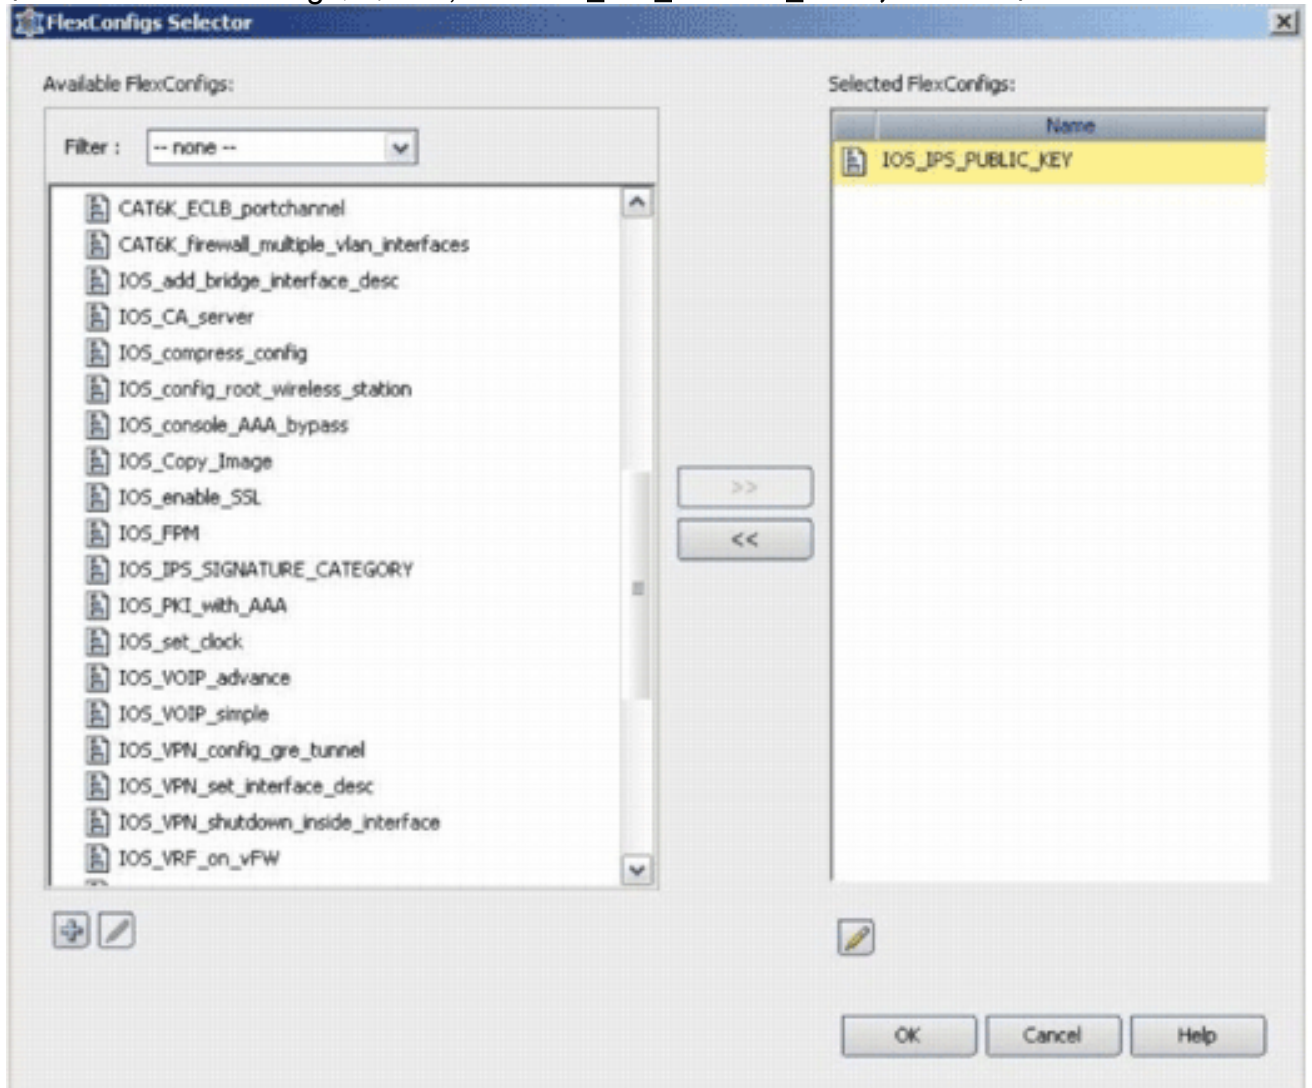 FlexConfigs Selector
Available FlexConfigs:
Selected FlexConfigs:
Filter :
-- none --
Name
IOS_IPS_PUBLIC_KEY
CAT6K_ECLB_portchannel
CAT6K_firewall_multiple_vlan_interfaces
IOS_add_bridge_interface_desc
IOS_CA_server
IOS_compress_config
IOS_config_root_wireless_station
IOS_console_AAA_bypass
IOS_Copy_Image
IOS_enable_SSL
IOS_FPM
IOS_IPS_SIGNATURE_CATEGORY
IOS_PKI_with_AAA
IOS_set_clock
IOS_VOIP_advance
IOS_VOIP_simple
IOS_VPN_config_gre_tunnel
IOS_VPN_set_interface_desc
IOS_VPN_shutdown_inside_interface
IOS_VRF_on_vFW
>>
<<
OK
Cancel
Help